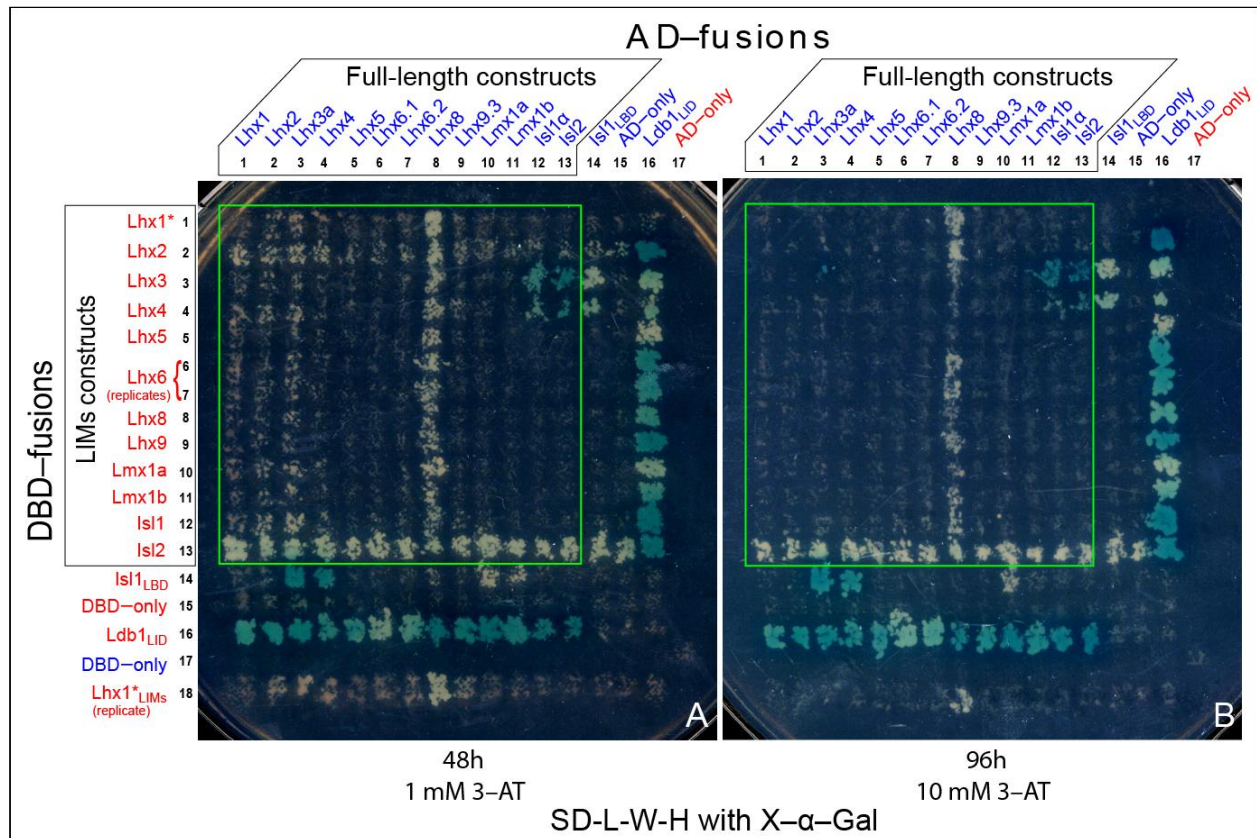 AD–fusions
Full-length constructs
Lhx1 Lhx2 Lhx3a Lhx4 Lhx5 Lhx6.1 Lhx6.2 Lhx8 Lhx9.3 Lmx1a Lmx1b Isl1α Isl2 Isl1LBD AD–only Ldb1LID AD–only
1 2 3 4 5 6 7 8 9 10 11 12 13 14 15 16 17
Full-length constructs
Lhx1 Lhx2 Lhx3a Lhx4 Lhx5 Lhx6.1 Lhx6.2 Lhx8 Lhx9.3 Lmx1a Lmx1b Isl1α Isl2 Isl1LBD AD–only Ldb1LID AD–only
1 2 3 4 5 6 7 8 9 10 11 12 13 14 15 16 17
DBD–fusions
LIMs constructs
Lhx1* 1
Lhx2 2
Lhx3 3
Lhx4 4
Lhx5 5
6
Lhx6 {
(replicates) 7
Lhx8 8
Lhx9 9
Lmx1a 10
Lmx1b 11
Isl1 12
Isl2 13
Isl1LBD 14
DBD–only 15
Ldb1LID 16
DBD–only 17
Lhx1*LIMs 18
(replicate)
A
B
48h
1 mM 3–AT
96h
10 mM 3–AT
SD-L-W-H with X–α–Gal